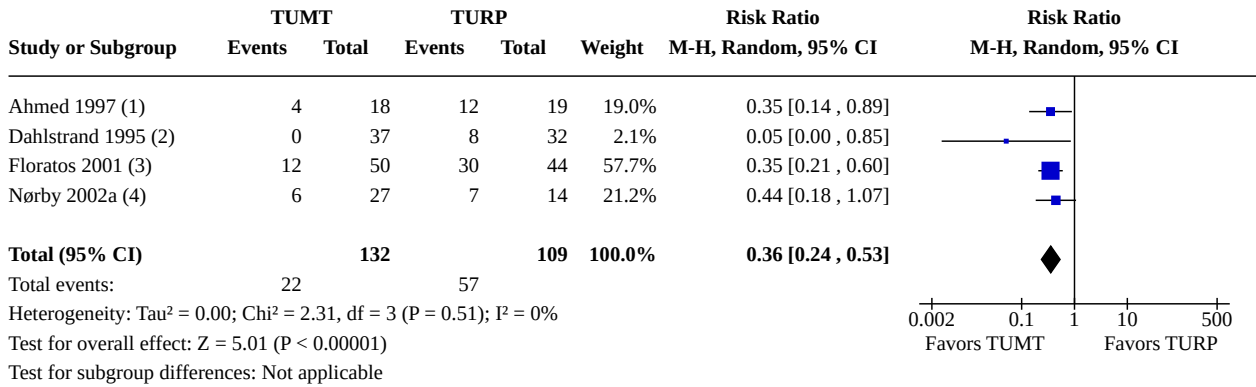 TUMT TURP Risk Ratio Risk Ratio
Study or Subgroup Events Total Events Total Weight M-H, Random, 95% CI M-H, Random, 95% CI
Ahmed 1997 (1) 4 18 12 19 19.0% 0.35 [0.14 , 0.89]
Dahlstrand 1995 (2) 0 37 8 32 2.1% 0.05 [0.00 , 0.85]
Floratos 2001 (3) 12 50 30 44 57.7% 0.35 [0.21 , 0.60]
Nørby 2002a (4) 6 27 7 14 21.2% 0.44 [0.18 , 1.07]
Total (95% CI) 132 109 100.0% 0.36 [0.24 , 0.53]
Total events: 22 57
Heterogeneity: Tau² = 0.00; Chi² = 2.31, df = 3 (P = 0.51); I² = 0%
0.002 0.1 1 10 500
Test for overall effect: Z = 5.01 (P < 0.00001)
Favors TUMT Favors TURP
Test for subgroup differences: Not applicable